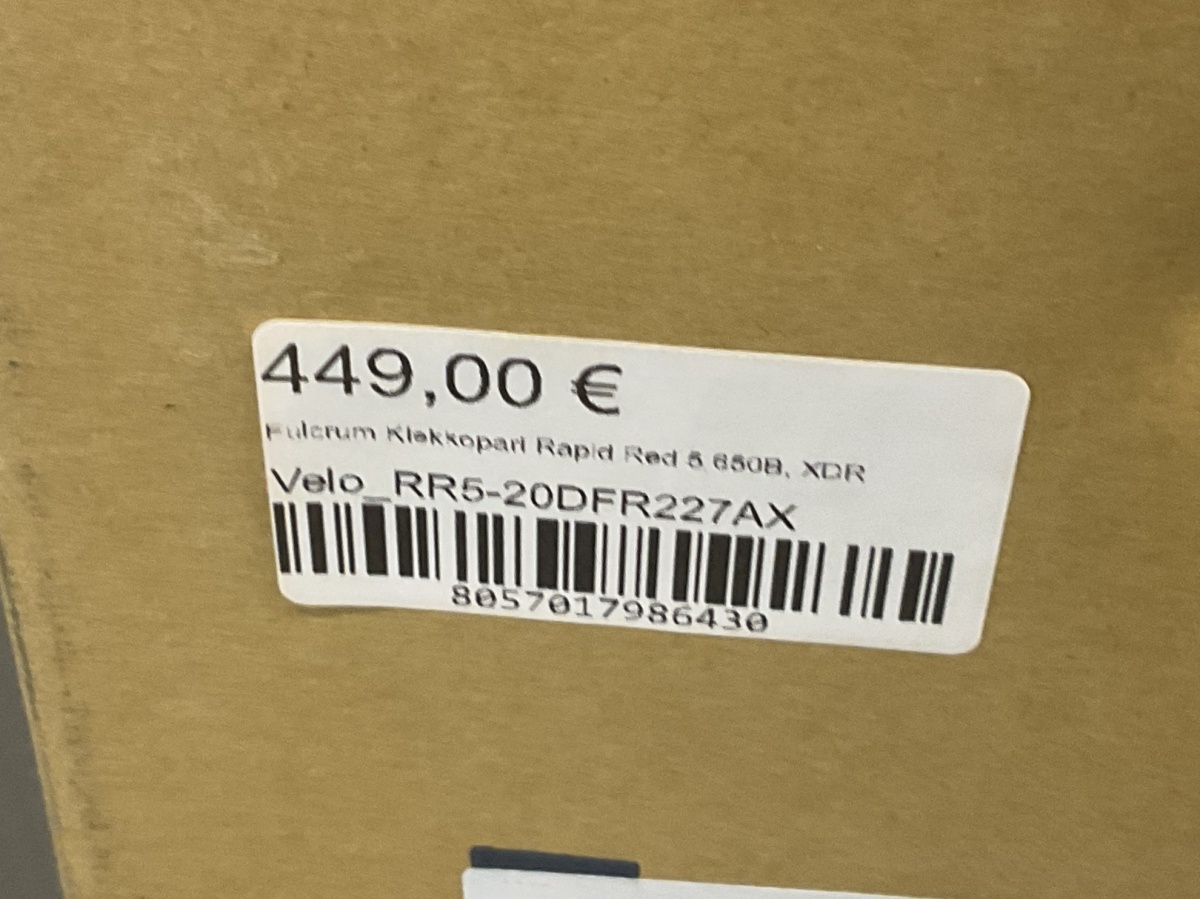 449,00 €
Fulcrum Kiekkopari Rapid Red 5 650B, XDR
Velo_RR5-20DFR227AX
8057017986430